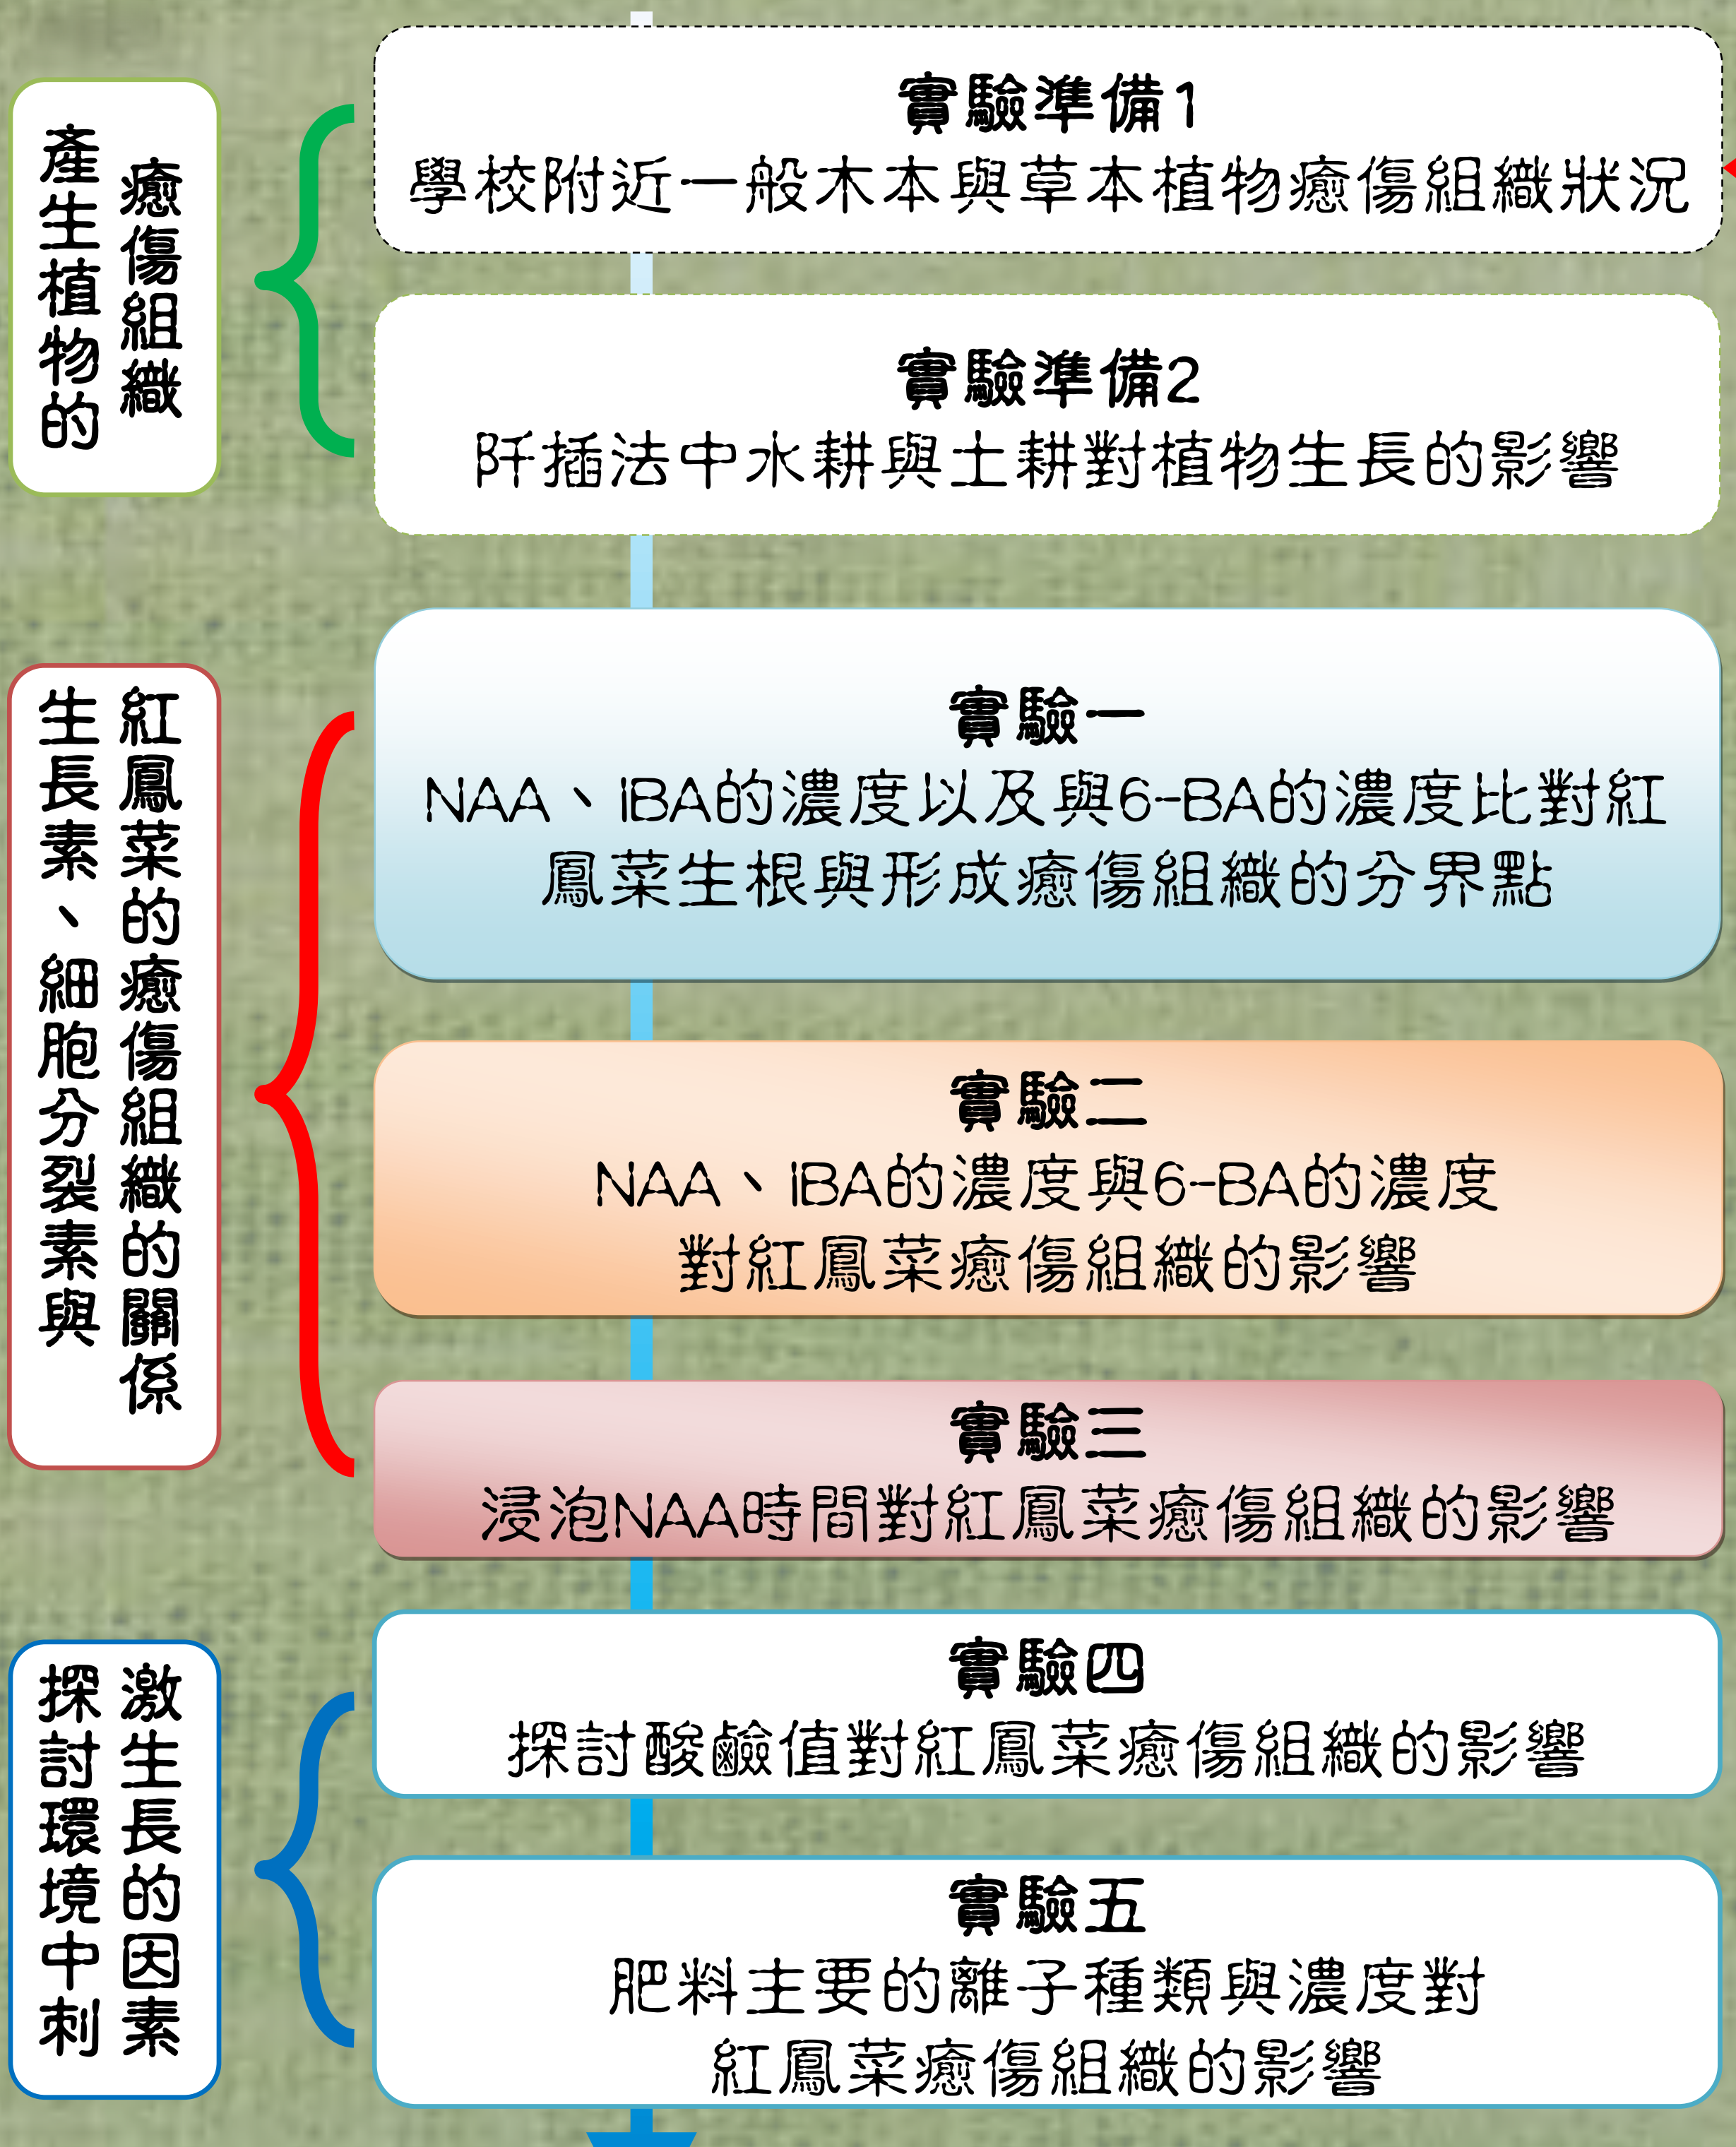 產生植物的
癒傷組織
實驗準備1
學校附近一般木本與草本植物癒傷組織狀況
實驗準備2
阡插法中水耕與土耕對植物生長的影響
生長素、細胞分裂素與
紅鳳菜的癒傷組織的關係
實驗一
NAA、IBA的濃度以及與6-BA的濃度比對紅
鳳菜生根與形成癒傷組織的分界點
實驗二
NAA、IBA的濃度與6-BA的濃度
對紅鳳菜癒傷組織的影響
實驗三
浸泡NAA時間對紅鳳菜癒傷組織的影響
探討環境中刺
激生長的因素
實驗四
探討酸鹼值對紅鳳菜癒傷組織的影響
實驗五
肥料主要的離子種類與濃度對
紅鳳菜癒傷組織的影響